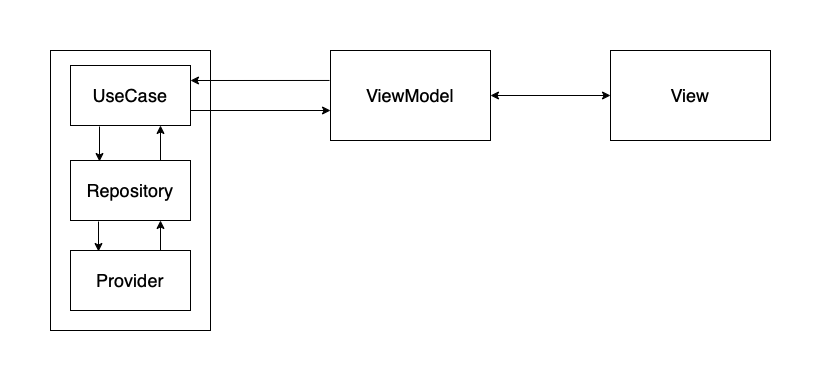 UseCase
ViewModel
View
Repository
Provider